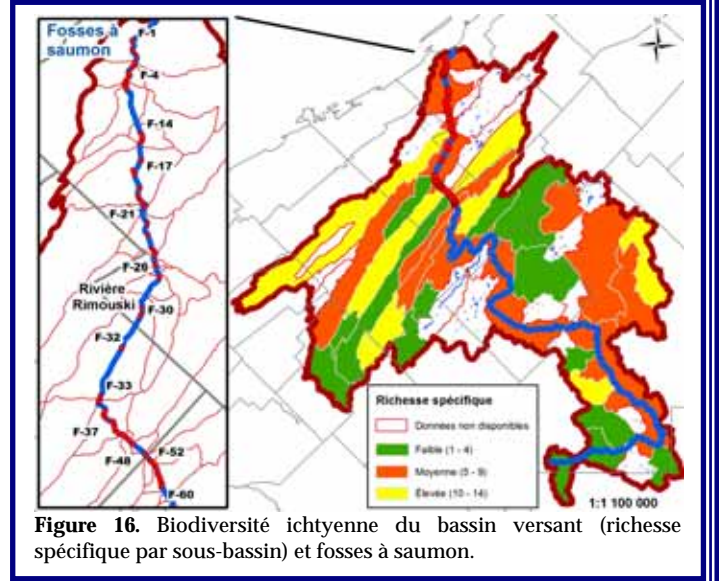 Fosses à
saumon
F-1
F-4
F-14
F-17
F-21
F-26
Rivière
Rimouski
F-30
F-32
F-33
F-37
F-48
F-52
F-60
Richesse spécifique
Données non disponibles
Faible (1 - 4)
Moyenne (5 - 9)
Élevée (10 - 14)
1:1 100 000
Figure 16. Biodiversité ichtyenne du bassin versant (richesse
spécifique par sous-bassin) et fosses à saumon.